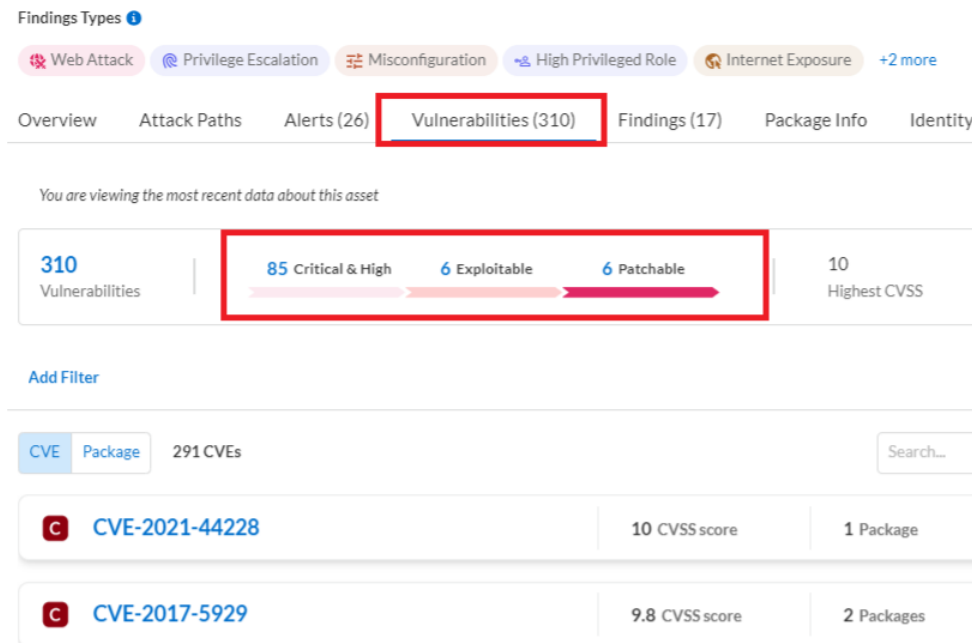 Findings Types
Web Attack Privilege Escalation Misconfiguration High Privileged Role Internet Exposure +2 more
Overview Attack Paths Alerts (26) Vulnerabilities (310) Findings (17) Package Info Identity
You are viewing the most recent data about this asset
310 85 Critical & High 6 Exploitable 6 Patchable 10
Vulnerabilities Highest CVSS
Add Filter
CVE Package 291 CVEs Search...
C CVE-2021-44228 10 CVSS score 1 Package
C CVE-2017-5929 9.8 CVSS score 2 Packages